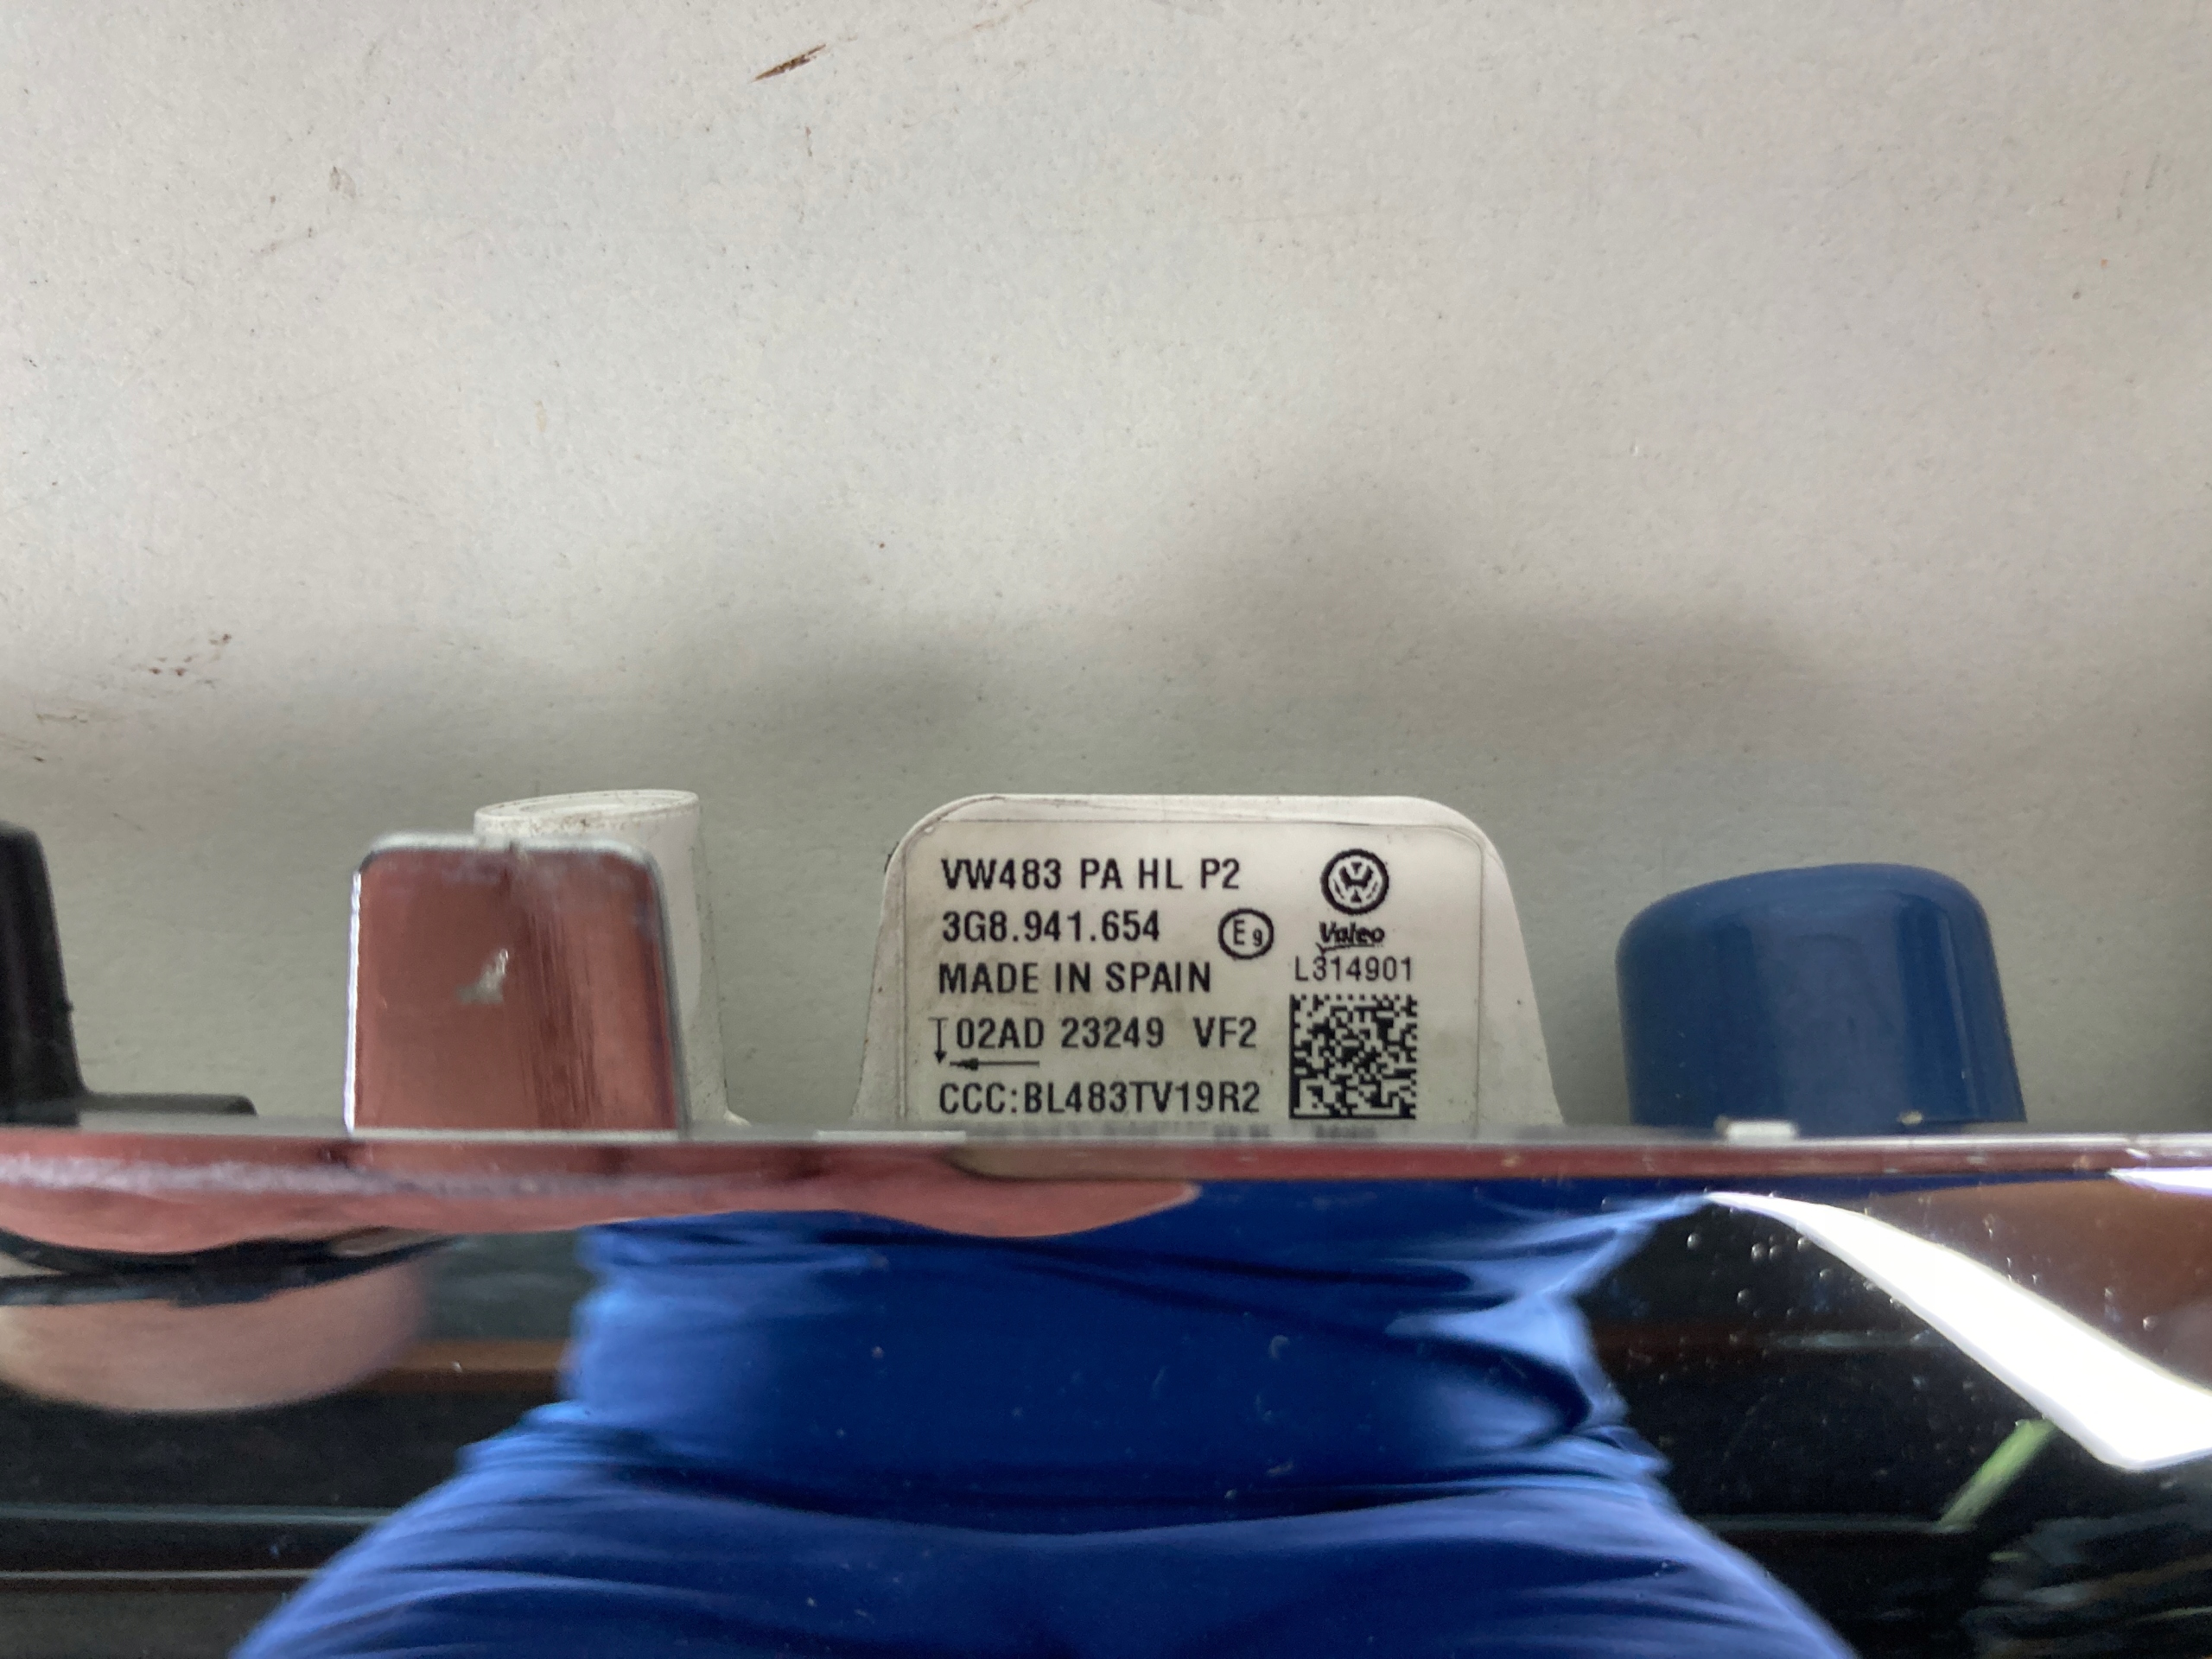 VW483 PA HL P2
3G8.941.654 E9
Valeo
MADE IN SPAIN
L314901
02AD 23249 VF2
CCC:BL483TV19R2